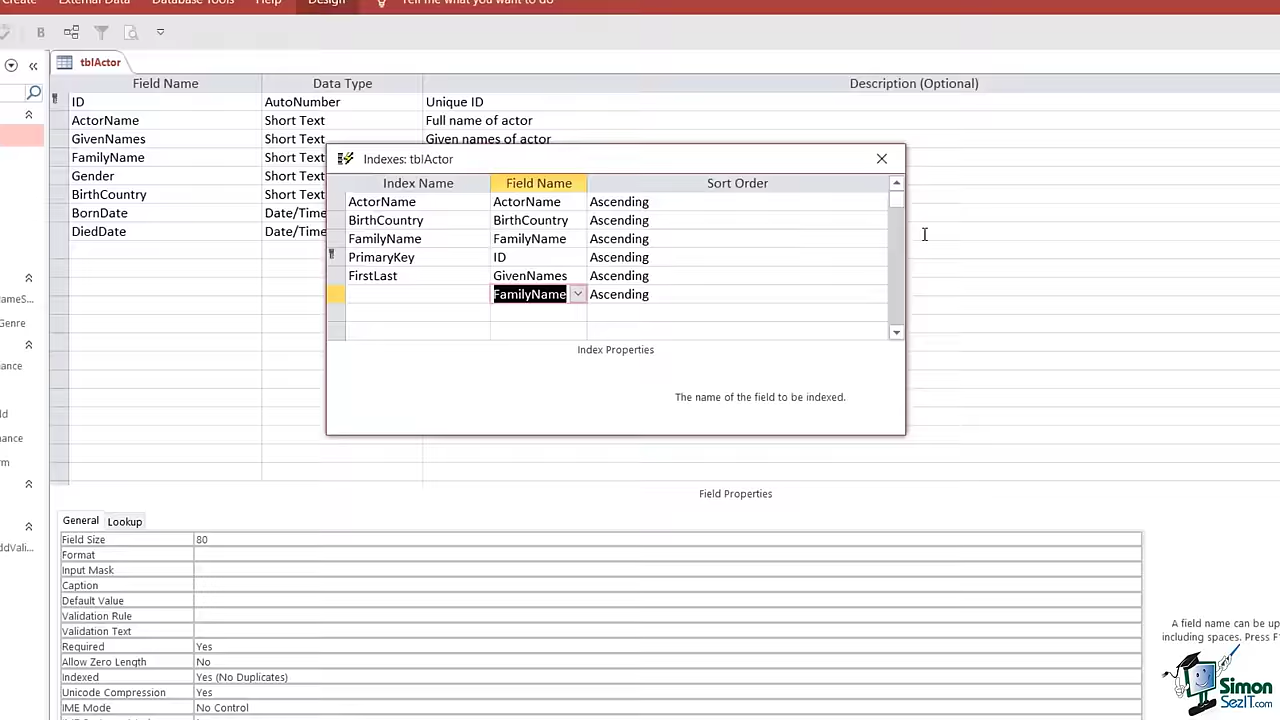 Create External Data Database Tools Help Design Tell me what you want to do
B
tblActor
Field Name Data Type Description (Optional)
ID AutoNumber Unique ID
ActorName Short Text Full name of actor
GivenNames Short Text Given names of actor
FamilyName Short Text
Gender Short Text
BirthCountry Short Text
BornDate Date/Time
DiedDate Date/Time
Indexes: tblActor
Index Name Field Name Sort Order
ActorName ActorName Ascending
BirthCountry BirthCountry Ascending
FamilyName FamilyName Ascending
PrimaryKey ID Ascending
FirstLast GivenNames Ascending
FamilyName Ascending
Index Properties
The name of the field to be indexed.
ameS...
Genre
nance
ld
nance
rm
ddVali...
Field Properties
General Lookup
Field Size 80
Format
Input Mask
Caption
Default Value
Validation Rule
Validation Text
Required Yes
Allow Zero Length No
Indexed Yes (No Duplicates)
Unicode Compression Yes
IME Mode No Control
A field name can be up
including spaces. Press F
Simon
SezIT.com